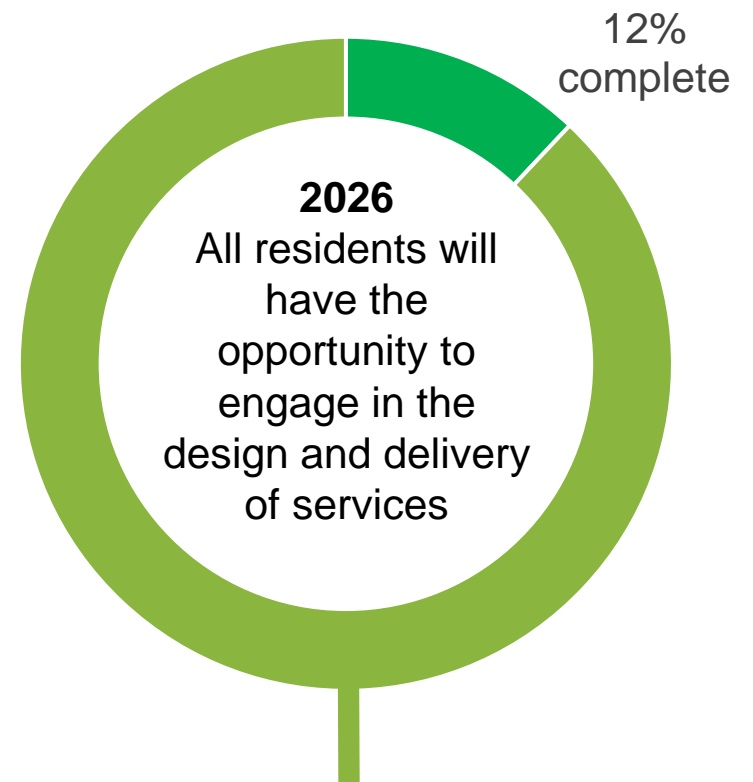 12%
complete
2026
All residents will
have the
opportunity to
engage in the
design and delivery
of services